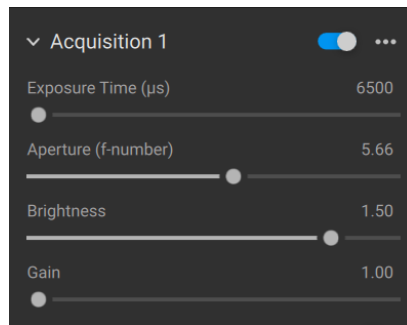 Acquisition 1
Exposure Time (µs) 6500
Aperture (f-number) 5.66
Brightness 1.50
Gain 1.00